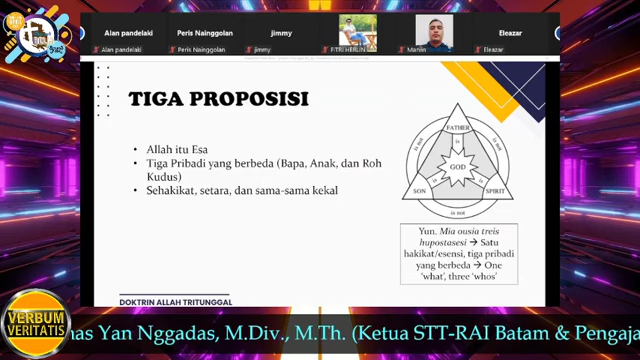 Alan pandelaki
Peris Nainggolan
jimmy
Eleazar
Alan pandelaki
Peris Nainggolan
jimmy
FITRI HERLIN
Manin
Eleazar
TIGA PROPOSISI
• Allah itu Esa
• Tiga Pribadi yang berbeda (Bapa, Anak, dan Roh
Kudus)
• Sehakikat, setara, dan sama-sama kekal
FATHER
is not
is not
is
GOD
is
is
SON
SPIRIT
is not
Yun. Mia ousia treis
hupostasesi → Satu
hakikat/esensi, tiga pribadi
yang berbeda → One
'what', three 'whos'
DOKTRIN ALLAH TRITUNGGAL
VERBUM
VERITATIS
mas Yan Nggadas, M.Div., M.Th. (Ketua STT-RAI Batam & Pengaja